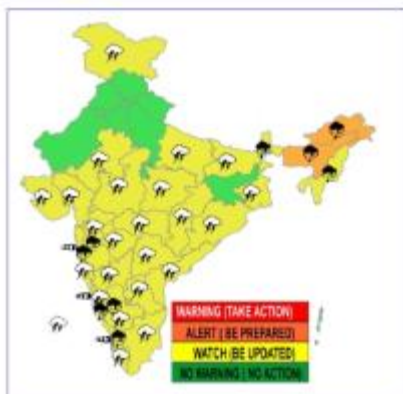 WARNING (TAKE ACTION)
ALERT ( BE PREPARED)
WATCH (BE UPDATED)
NO WARNING ( NO ACTION)